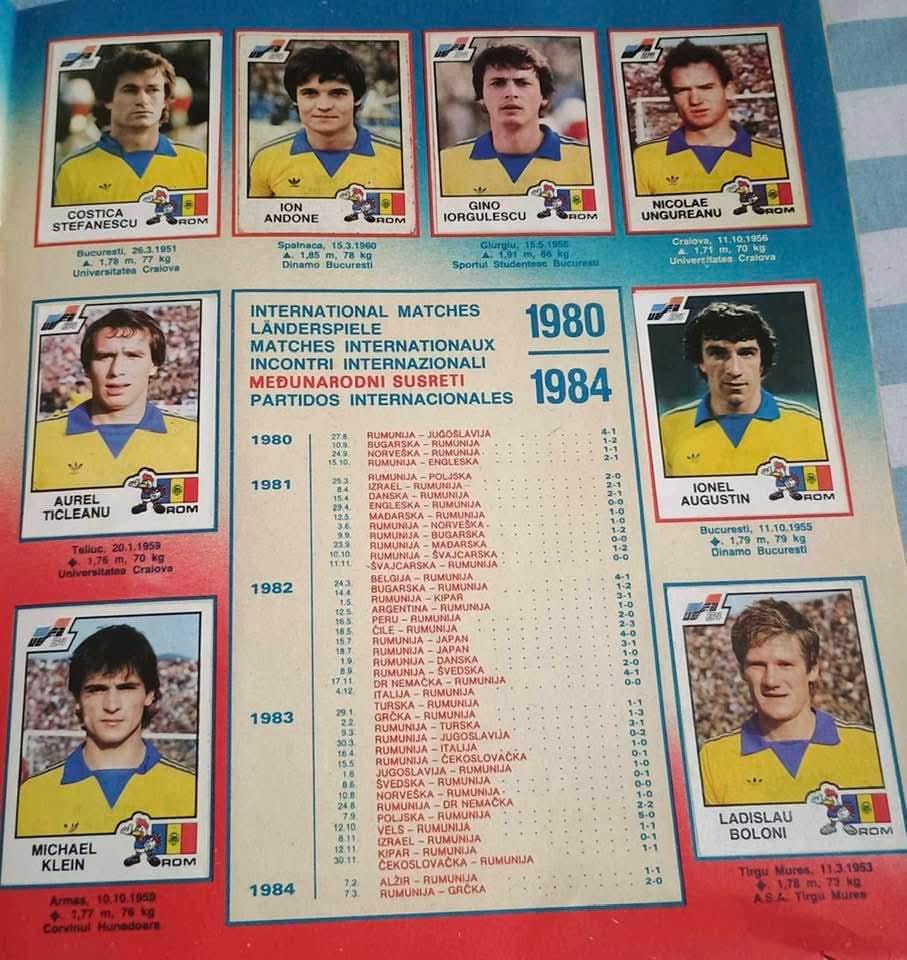 UEFA
COSTICA
STEFANESCU
ROM
Bucuresti, 26.3.1951
▲. 1,78 m, 77 kg
Universitatea Craiova
ION
ANDONE
ROM
Spalnaca, 15.3.1960
▲. 1,85 m, 78 kg
Dinamo Bucuresti
GINO
IORGULESCU
ROM
Giurgiu, 15.5.1956
▲. 1,91 m, 86 kg
Sportul Studentesc Bucuresti
NICOLAE
UNGUREANU
ROM
Craiova, 11.10.1956
▲. 1,71 m, 70 kg
Universitatea Craiova
AUREL
TICLEANU
ROM
Teliuc, 20.1.1959
◆. 1,76 m, 70 kg
Universitatea Craiova
INTERNATIONAL MATCHES
LÄNDERSPIELE
MATCHES INTERNATIONAUX
INCONTRI INTERNAZIONALI
MEĐUNARODNI SUSRETI
PARTIDOS INTERNACIONALES
1980
1984
1980
27.8. RUMUNIJA – JUGOSLAVIJA 4-1
10.9. BUGARSKA – RUMUNIJA 1-2
24.9. NORVEŠKA – RUMUNIJA 1-1
15.10. RUMUNIJA – ENGLESKA 2-1
1981
25.3. RUMUNIJA – POLJSKA 2-0
8.4. IZRAEL – RUMUNIJA 2-1
15.4. DANSKA – RUMUNIJA 2-1
29.4. ENGLESKA – RUMUNIJA 0-0
12.5. MAĐARSKA – RUMUNIJA 1-0
3.6. RUMUNIJA – NORVEŠKA 1-0
9.9. RUMUNIJA – BUGARSKA 1-2
23.9. RUMUNIJA – MAĐARSKA 0-0
10.10. RUMUNIJA – ŠVAJCARSKA 1-2
11.11. ŠVAJCARSKA – RUMUNIJA 0-0
1982
24.3. BELGIJA – RUMUNIJA 4-1
14.4. BUGARSKA – RUMUNIJA 1-2
1.5. RUMUNIJA – KIPAR 3-1
12.5. ARGENTINA – RUMUNIJA 1-0
16.5. PERU – RUMUNIJA 2-0
18.5. ČILE – RUMUNIJA 2-3
15.7 RUMUNIJA – JAPAN 4-0
18.7. RUMUNIJA – JAPAN 3-1
1.9. RUMUNIJA – DANSKA 1-0
8.9. RUMUNIJA – ŠVEDSKA 2-0
17.11. DR NEMAČKA – RUMUNIJA 4-1
4.12. ITALIJA – RUMUNIJA 0-0
1983
29.1. TURSKA – RUMUNIJA 1-1
2.2. GRČKA – RUMUNIJA 1-3
9.3 RUMUNIJA – TURSKA 3-1
30.3. RUMUNIJA – JUGOSLAVIJA 0-2
16.4. RUMUNIJA – ITALIJA 1-0
15.5. RUMUNIJA – ČEKOSLOVAČKA 0-1
1.6 JUGOSLAVIJA – RUMUNIJA 1-0
8.6. ŠVEDSKA – RUMUNIJA 0-1
10.8. NORVEŠKA – RUMUNIJA 0-1
24.8. RUMUNIJA – DR NEMAČKA 1-0
7.9. POLJSKA – RUMUNIJA 2-2
12.10. VELS – RUMUNIJA 5-0
8.11 IZRAEL – RUMUNIJA 1-1
12.11. KIPAR – RUMUNIJA 0-1
30.11. ČEKOSLOVAČKA – RUMUNIJA 1-1
1984
7.2. ALŽIR – RUMUNIJA 1-1
7.3. RUMUNIJA – GRČKA 2-0
IONEL
AUGUSTIN
ROM
Bucuresti, 11.10.1955
◆. 1,79 m, 79 kg
Dinamo Bucuresti
MICHAEL
KLEIN
ROM
Armas, 10.10.1959
◆. 1,77 m, 76 kg
Corvinul Hunedoara
LADISLAU
BOLONI
ROM
Tirgu Mures, 11.3.1953
◆. 1,78 m, 73 kg
A.S.A. Tirgu Mures